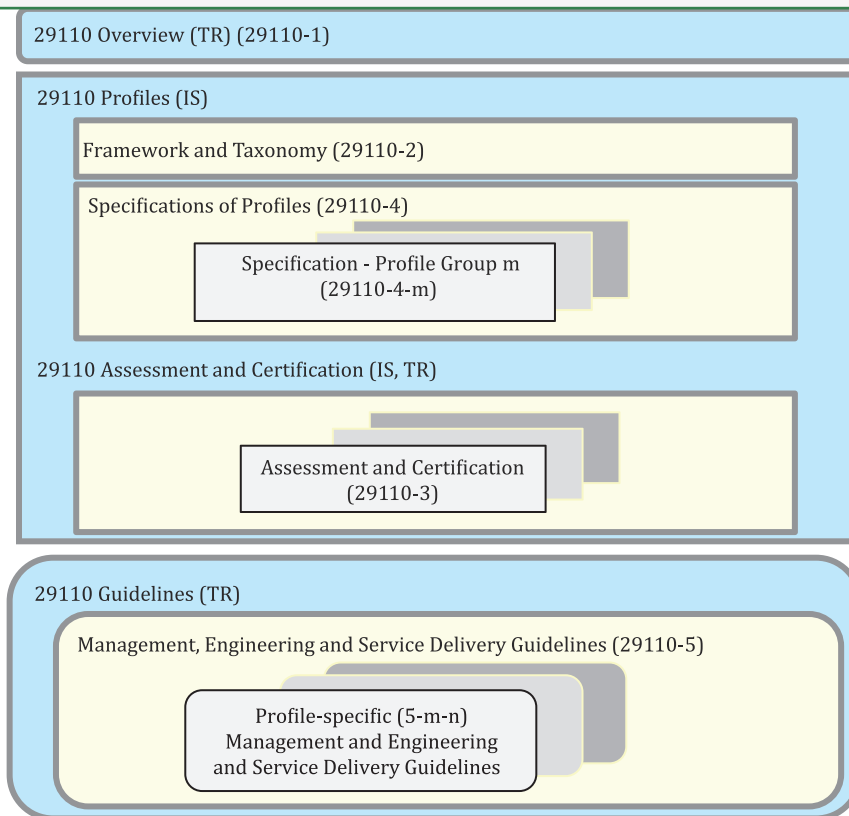 29110 Overview (TR) (29110-1)
29110 Profiles (IS)
Framework and Taxonomy (29110-2)
Specifications of Profiles (29110-4)
Specification - Profile Group m
(29110-4-m)
29110 Assessment and Certification (IS, TR)
Assessment and Certification
(29110-3)
29110 Guidelines (TR)
Management, Engineering and Service Delivery Guidelines (29110-5)
Profile-specific (5-m-n)
Management and Engineering
and Service Delivery Guidelines